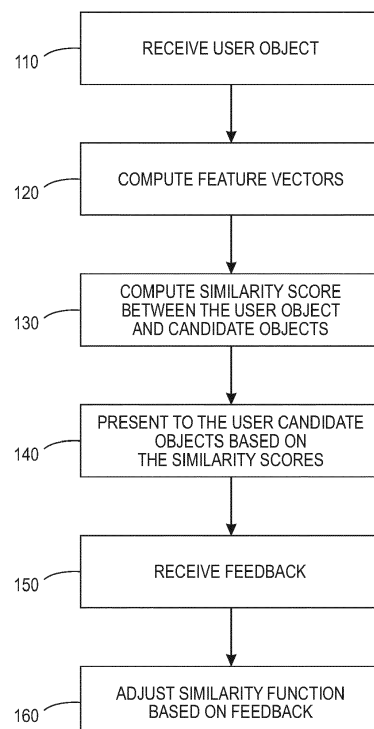 110
RECEIVE USER OBJECT
120
COMPUTE FEATURE VECTORS
130
COMPUTE SIMILARITY SCORE
BETWEEN THE USER OBJECT
AND CANDIDATE OBJECTS
140
PRESENT TO THE USER CANDIDATE
OBJECTS BASED ON
THE SIMILARITY SCORES
150
RECEIVE FEEDBACK
160
ADJUST SIMILARITY FUNCTION
BASED ON FEEDBACK